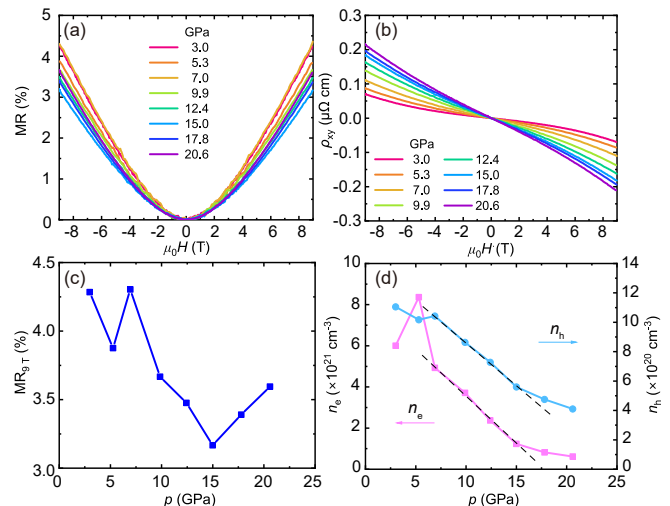 (a)
GPa
3.0
5.3
7.0
9.9
12.4
15.0
17.8
20.6
MR (%)
5
4
3
2
1
0
-8 -6 -4 -2 0 2 4 6 8
μ₀H (T)
(b)
GPa
3.0 12.4
5.3 15.0
7.0 17.8
9.9 20.6
ρxy (μΩ cm)
0.3
0.2
0.1
0.0
-0.1
-0.2
-0.3
-8 -6 -4 -2 0 2 4 6 8
μ₀H (T)
(c)
MR9 T (%)
4.5
4.0
3.5
3.0
0 5 10 15 20 25
p (GPa)
(d)
nₑ (×10²¹ cm⁻³)
10
8
6
4
2
0
nh
nₑ
14
12
10
8
6
4
2
0
nh (×10²⁰ cm⁻³)
0 5 10 15 20 25
p (GPa)